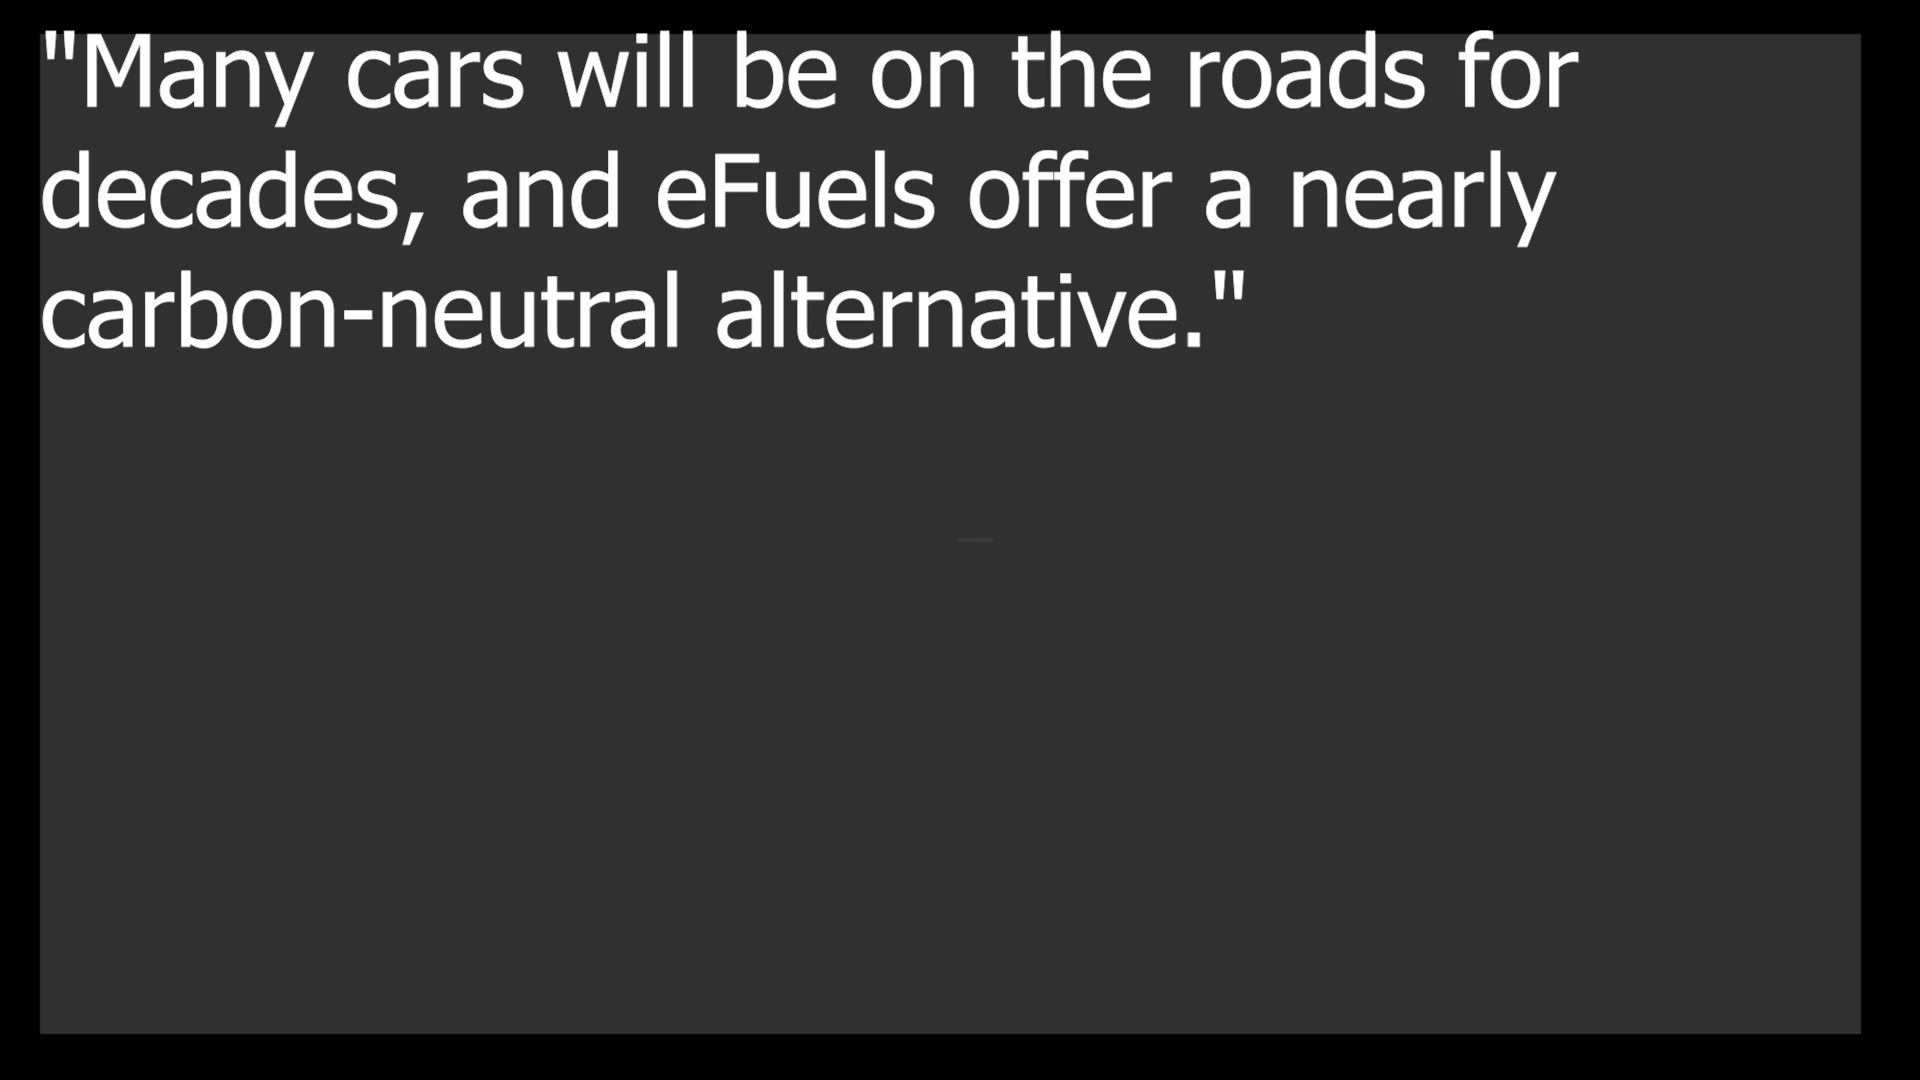 "Many cars will be on the roads for
decades, and eFuels offer a nearly
carbon-neutral alternative."